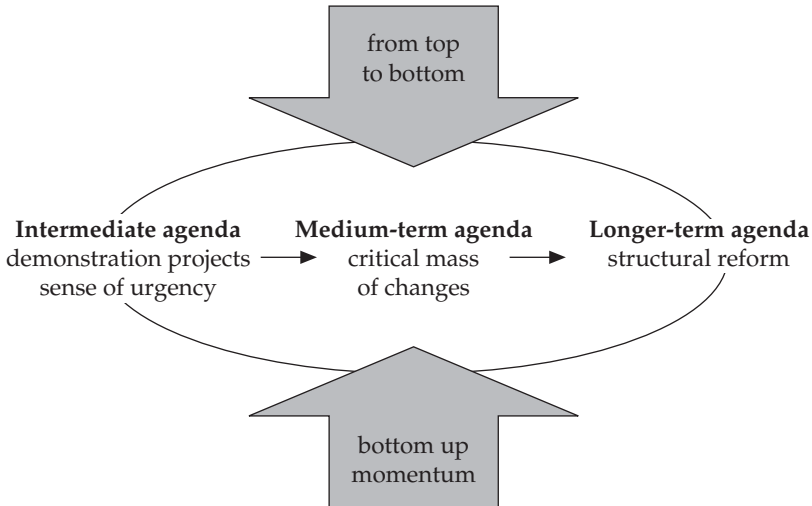 from top
to bottom
Intermediate agenda
demonstration projects
sense of urgency
Medium-term agenda
critical mass
of changes
Longer-term agenda
structural reform
bottom up
momentum